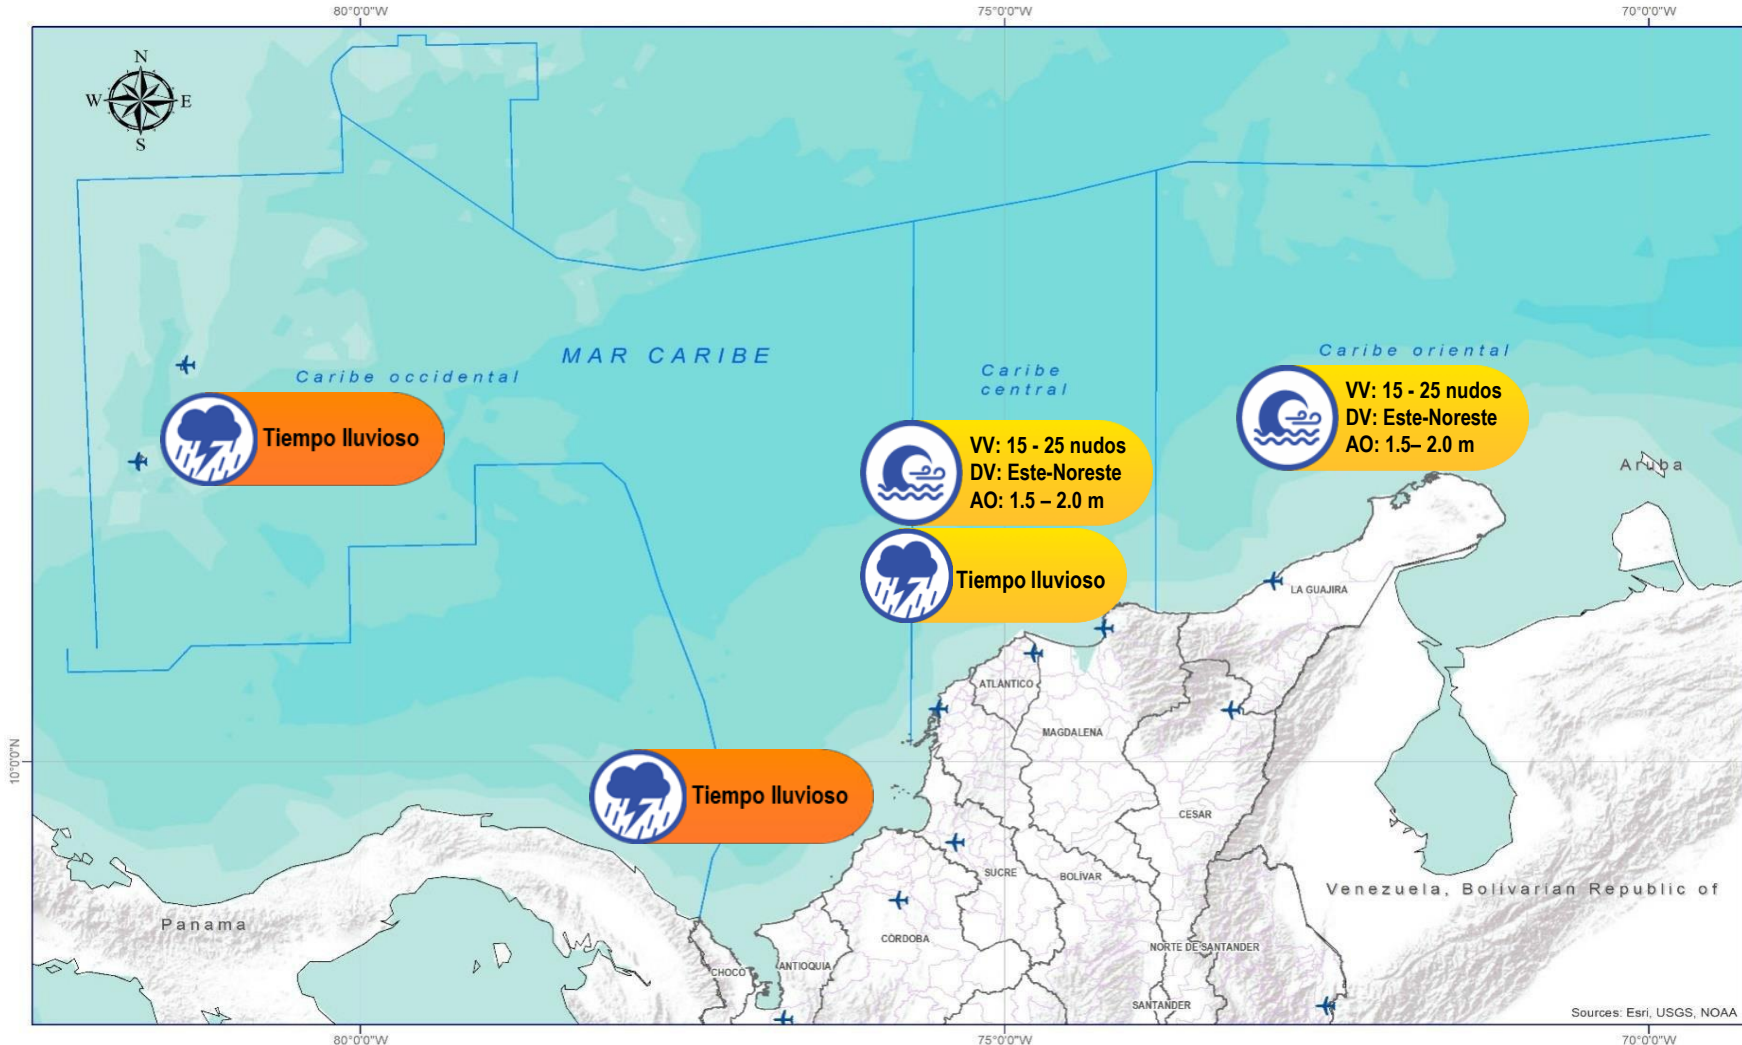 80°0'0"W
75°0'0"W
70°0'0"W
N
W
E
S
MAR CARIBE
Caribe occidental
Caribe
central
Caribe oriental
Tiempo lluvioso
VV: 15 - 25 nudos
DV: Este-Noreste
AO: 1.5 – 2.0 m
Tiempo lluvioso
VV: 15 - 25 nudos
DV: Este-Noreste
AO: 1.5– 2.0 m
Aruba
LA GUAJIRA
ATLÁNTICO
MAGDALENA
10°0'0"N
Tiempo lluvioso
CESAR
SUCRE
BOLÍVAR
Venezuela, Bolivarian Republic of
Panama
CÓRDOBA
NORTE DE SANTANDER
CHOCÓ
ANTIOQUIA
SANTANDER
Sources: Esri, USGS, NOAA
80°0'0"W
75°0'0"W
70°0'0"W